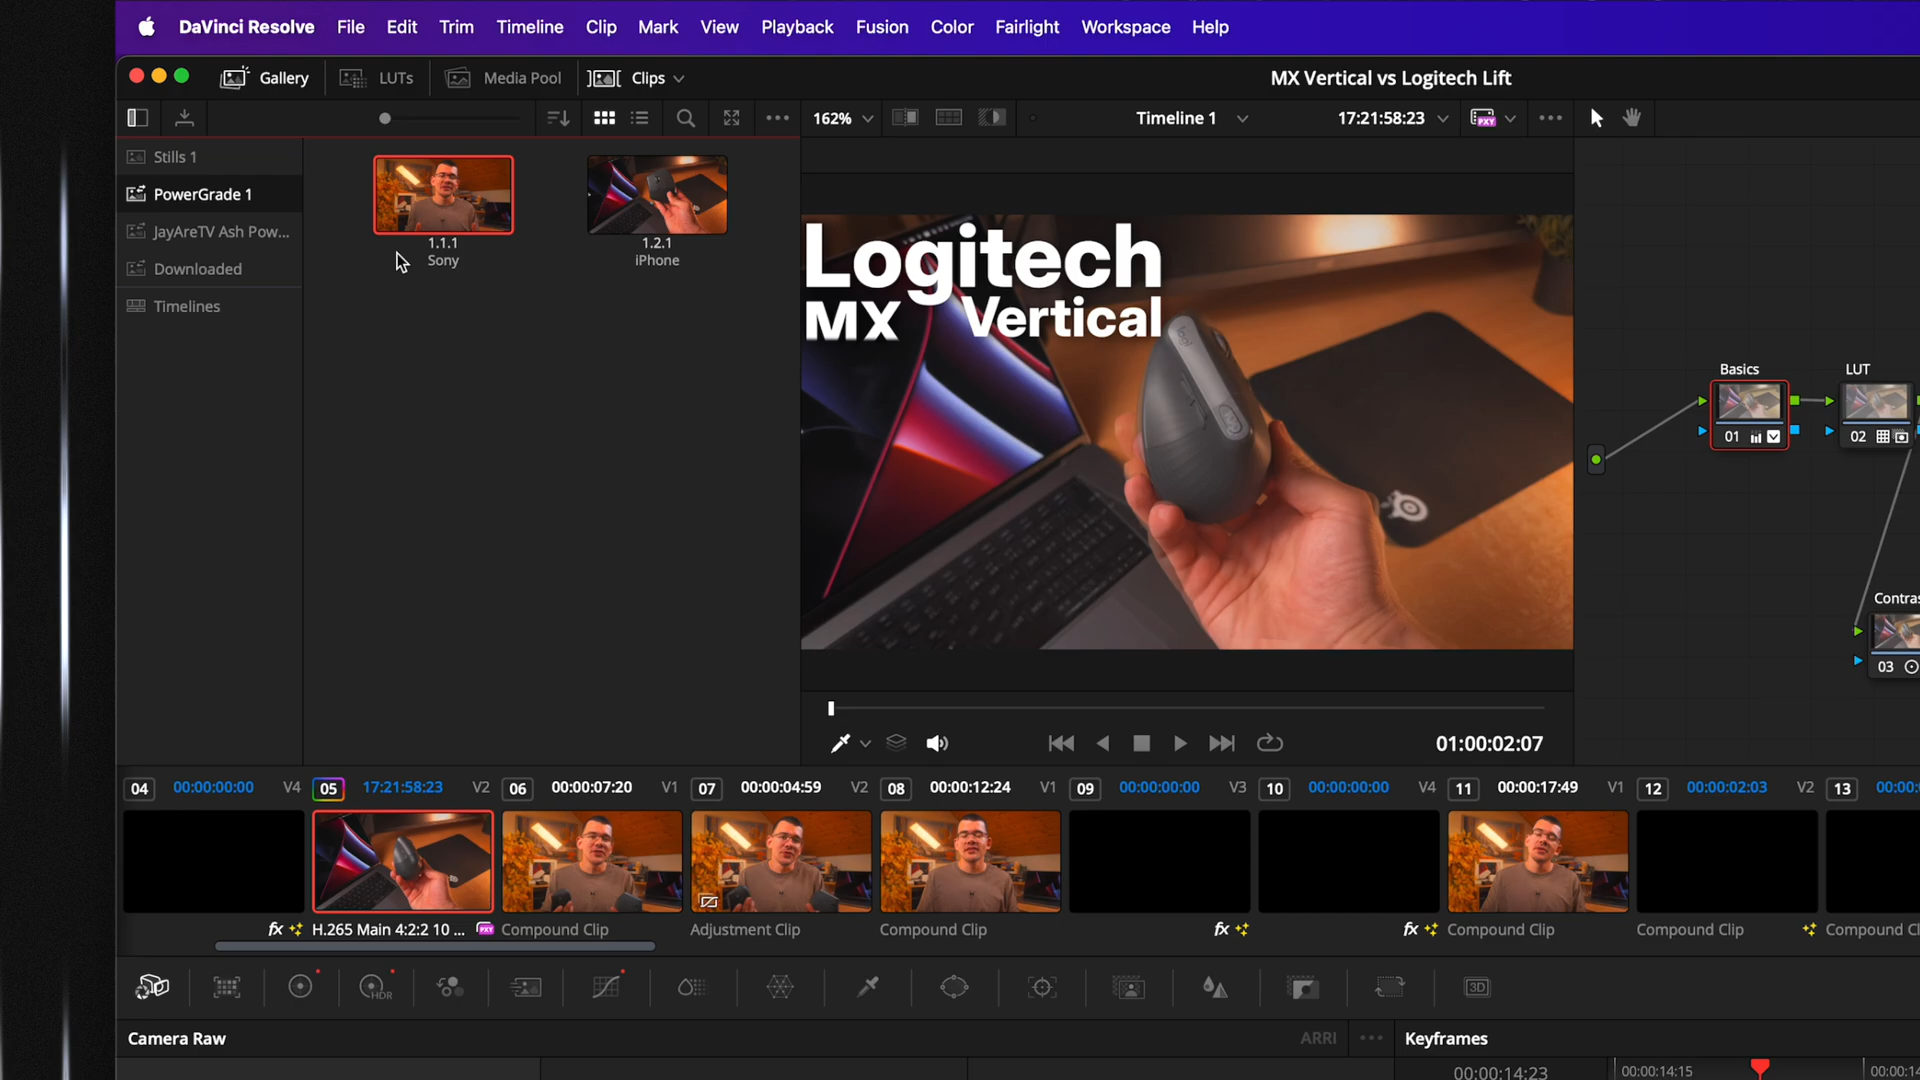 DaVinci Resolve File Edit Trim Timeline Clip Mark View Playback Fusion Color Fairlight Workspace Help
Gallery LUTs Media Pool Clips MX Vertical vs Logitech Lift
162% Timeline 1 17:21:58:23 PXY
Stills 1
PowerGrade 1
JayAreTV Ash Pow...
Downloaded
Timelines
1.1.1
Sony
1.2.1
iPhone
Logitech
MX Vertical
logi
Basics
01
LUT
02
Contras
03
01:00:02:07
04 00:00:00:00 V4 05 17:21:58:23 V2 06 00:00:07:20 V1 07 00:00:04:59 V2 08 00:00:12:24 V1 09 00:00:00:00 V3 10 00:00:00:00 V4 11 00:00:17:49 V1 12 00:00:02:03 V2 13 00:00:
fx H.265 Main 4:2:2 10 ... PXY Compound Clip Adjustment Clip Compound Clip fx fx Compound Clip Compound Clip Compound Cl
HDR 3D
Camera Raw ARRI Keyframes
00:00:14:23 00:00:14:15 00:00:14